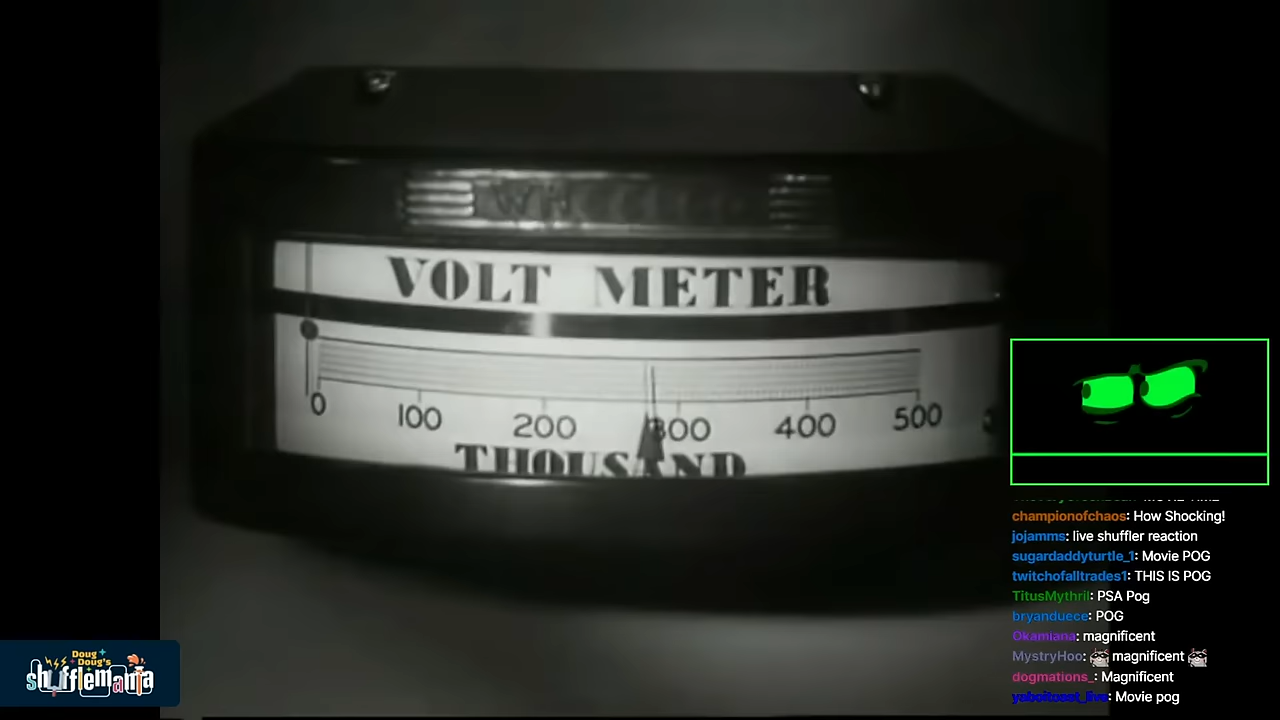 VOLT METER
0 100 200 300 400 500
THOUSAND
championofchaos: How Shocking!
jojamms: live shuffler reaction
sugardaddyturtle_1: Movie POG
twitchofalltrades1: THIS IS POG
TitusMythril: PSA Pog
bryanduece: POG
Okamiana: magnificent
MystryHoo: magnificent
dogmations_: Magnificent
yaboitoast_live: Movie pog
Doug
Doug's
shufflemania